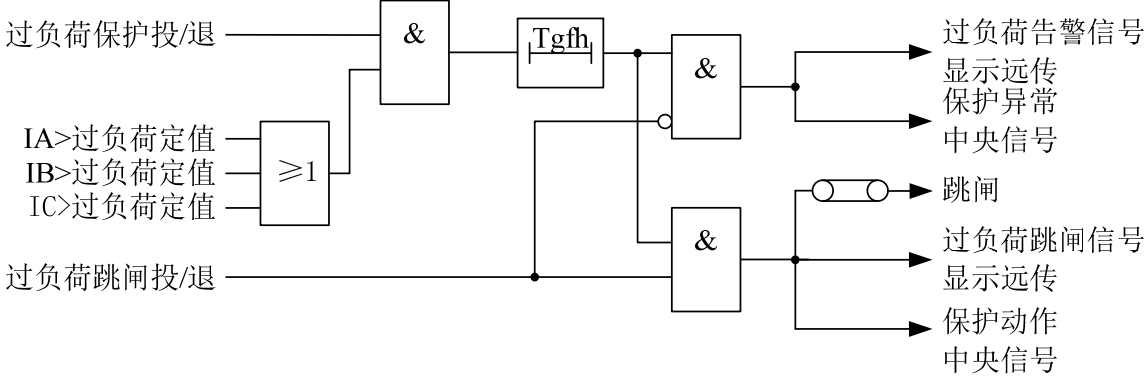 过负荷保护投/退
&
Tgfh
&
过负荷告警信号
显示远传
保护异常
中央信号
IA>过负荷定值
IB>过负荷定值
IC>过负荷定值
≥1
跳闸
&
过负荷跳闸信号
显示远传
过负荷跳闸投/退
保护动作
中央信号